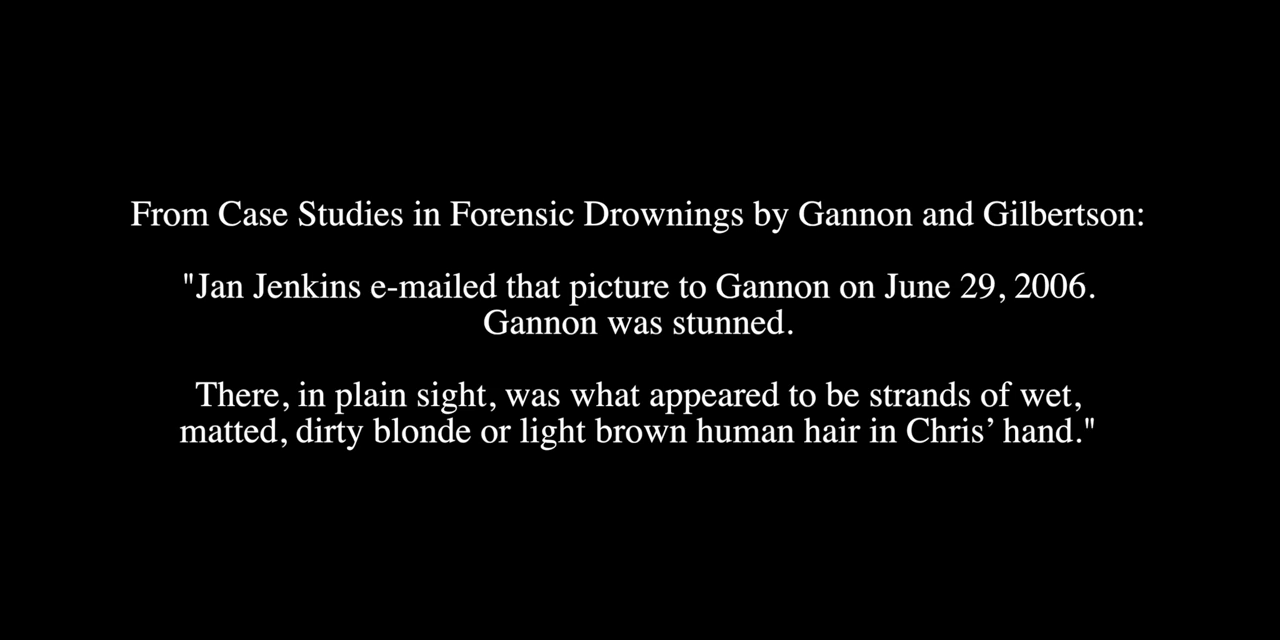 From Case Studies in Forensic Drownings by Gannon and Gilbertson:
"Jan Jenkins e-mailed that picture to Gannon on June 29, 2006.
Gannon was stunned.
There, in plain sight, was what appeared to be strands of wet,
matted, dirty blonde or light brown human hair in Chris’ hand."